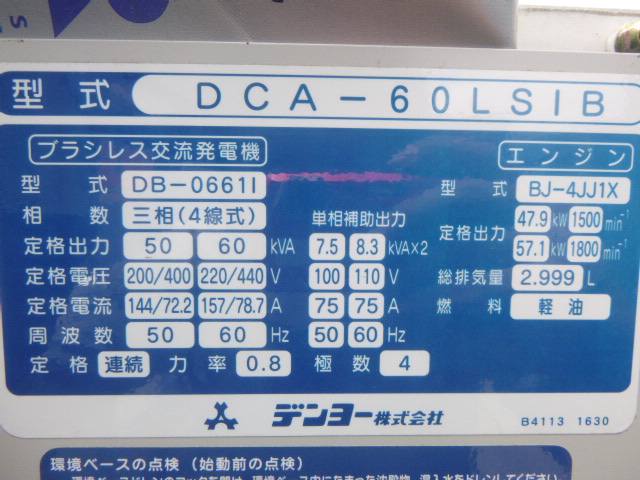 型式 DCA-60LSIB
ブラシレス交流発電機
型式 DB-0661I
相数 三相(4線式) 単相補助出力
定格出力 50 60 kVA 7.5 8.3 kVA×2
定格電圧 200/400 220/440 V 100 110 V
定格電流 144/72.2 157/78.7 A 75 75 A
周波数 50 60 Hz 50 60 Hz
定格 連続 力率 0.8 極数 4
エンジン
型式 BJ-4JJ1X
定格出力 47.9 kW 1500 min⁻¹
57.1 kW 1800 min⁻¹
総排気量 2.999 L
燃料 軽油
デンヨー株式会社
B4113 1630
環境ベースの点検(始動前の点検)